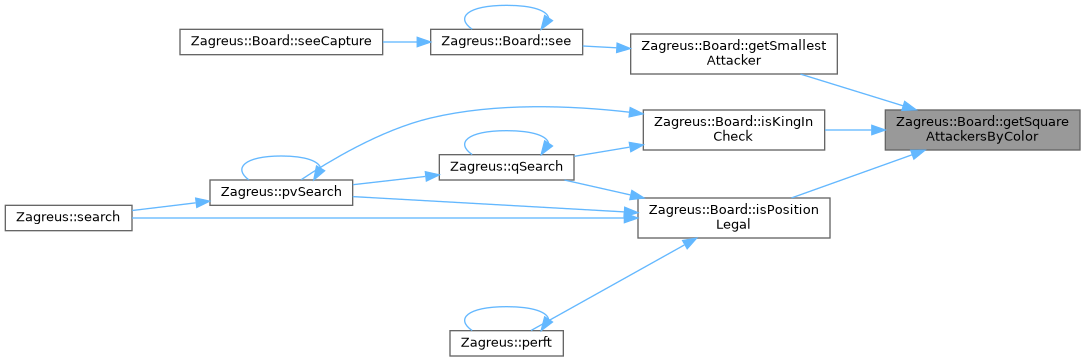 Zagreus::Board::seeCapture
Zagreus::Board::see
Zagreus::Board::getSmallest
Attacker
Zagreus::Board::getSquare
AttackersByColor
Zagreus::Board::isKingIn
Check
Zagreus::qSearch
Zagreus::pvSearch
Zagreus::search
Zagreus::Board::isPosition
Legal
Zagreus::perft